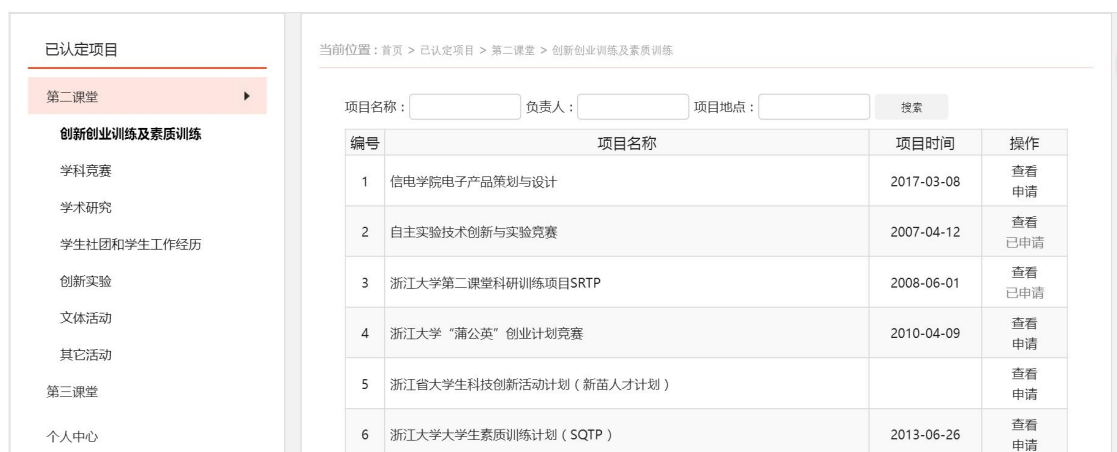 已认定项目
第二课堂
创新创业训练及素质训练
学科竞赛
学术研究
学生社团和学生工作经历
创新实验
文体活动
其它活动
第三课堂
个人中心
当前位置：首页 > 已认定项目 > 第二课堂 > 创新创业训练及素质训练
项目名称： 负责人： 项目地点： 搜索
编号 项目名称 项目时间 操作
1 信电学院电子产品策划与设计 2017-03-08 查看
申请
2 自主实验技术创新与实验竞赛 2007-04-12 查看
已申请
3 浙江大学第二课堂科研训练项目SRTP 2008-06-01 查看
已申请
4 浙江大学“蒲公英”创业计划竞赛 2010-04-09 查看
申请
5 浙江省大学生科技创新活动计划（新苗人才计划） 查看
申请
6 浙江大学大学生素质训练计划（SQTP） 2013-06-26 查看
申请